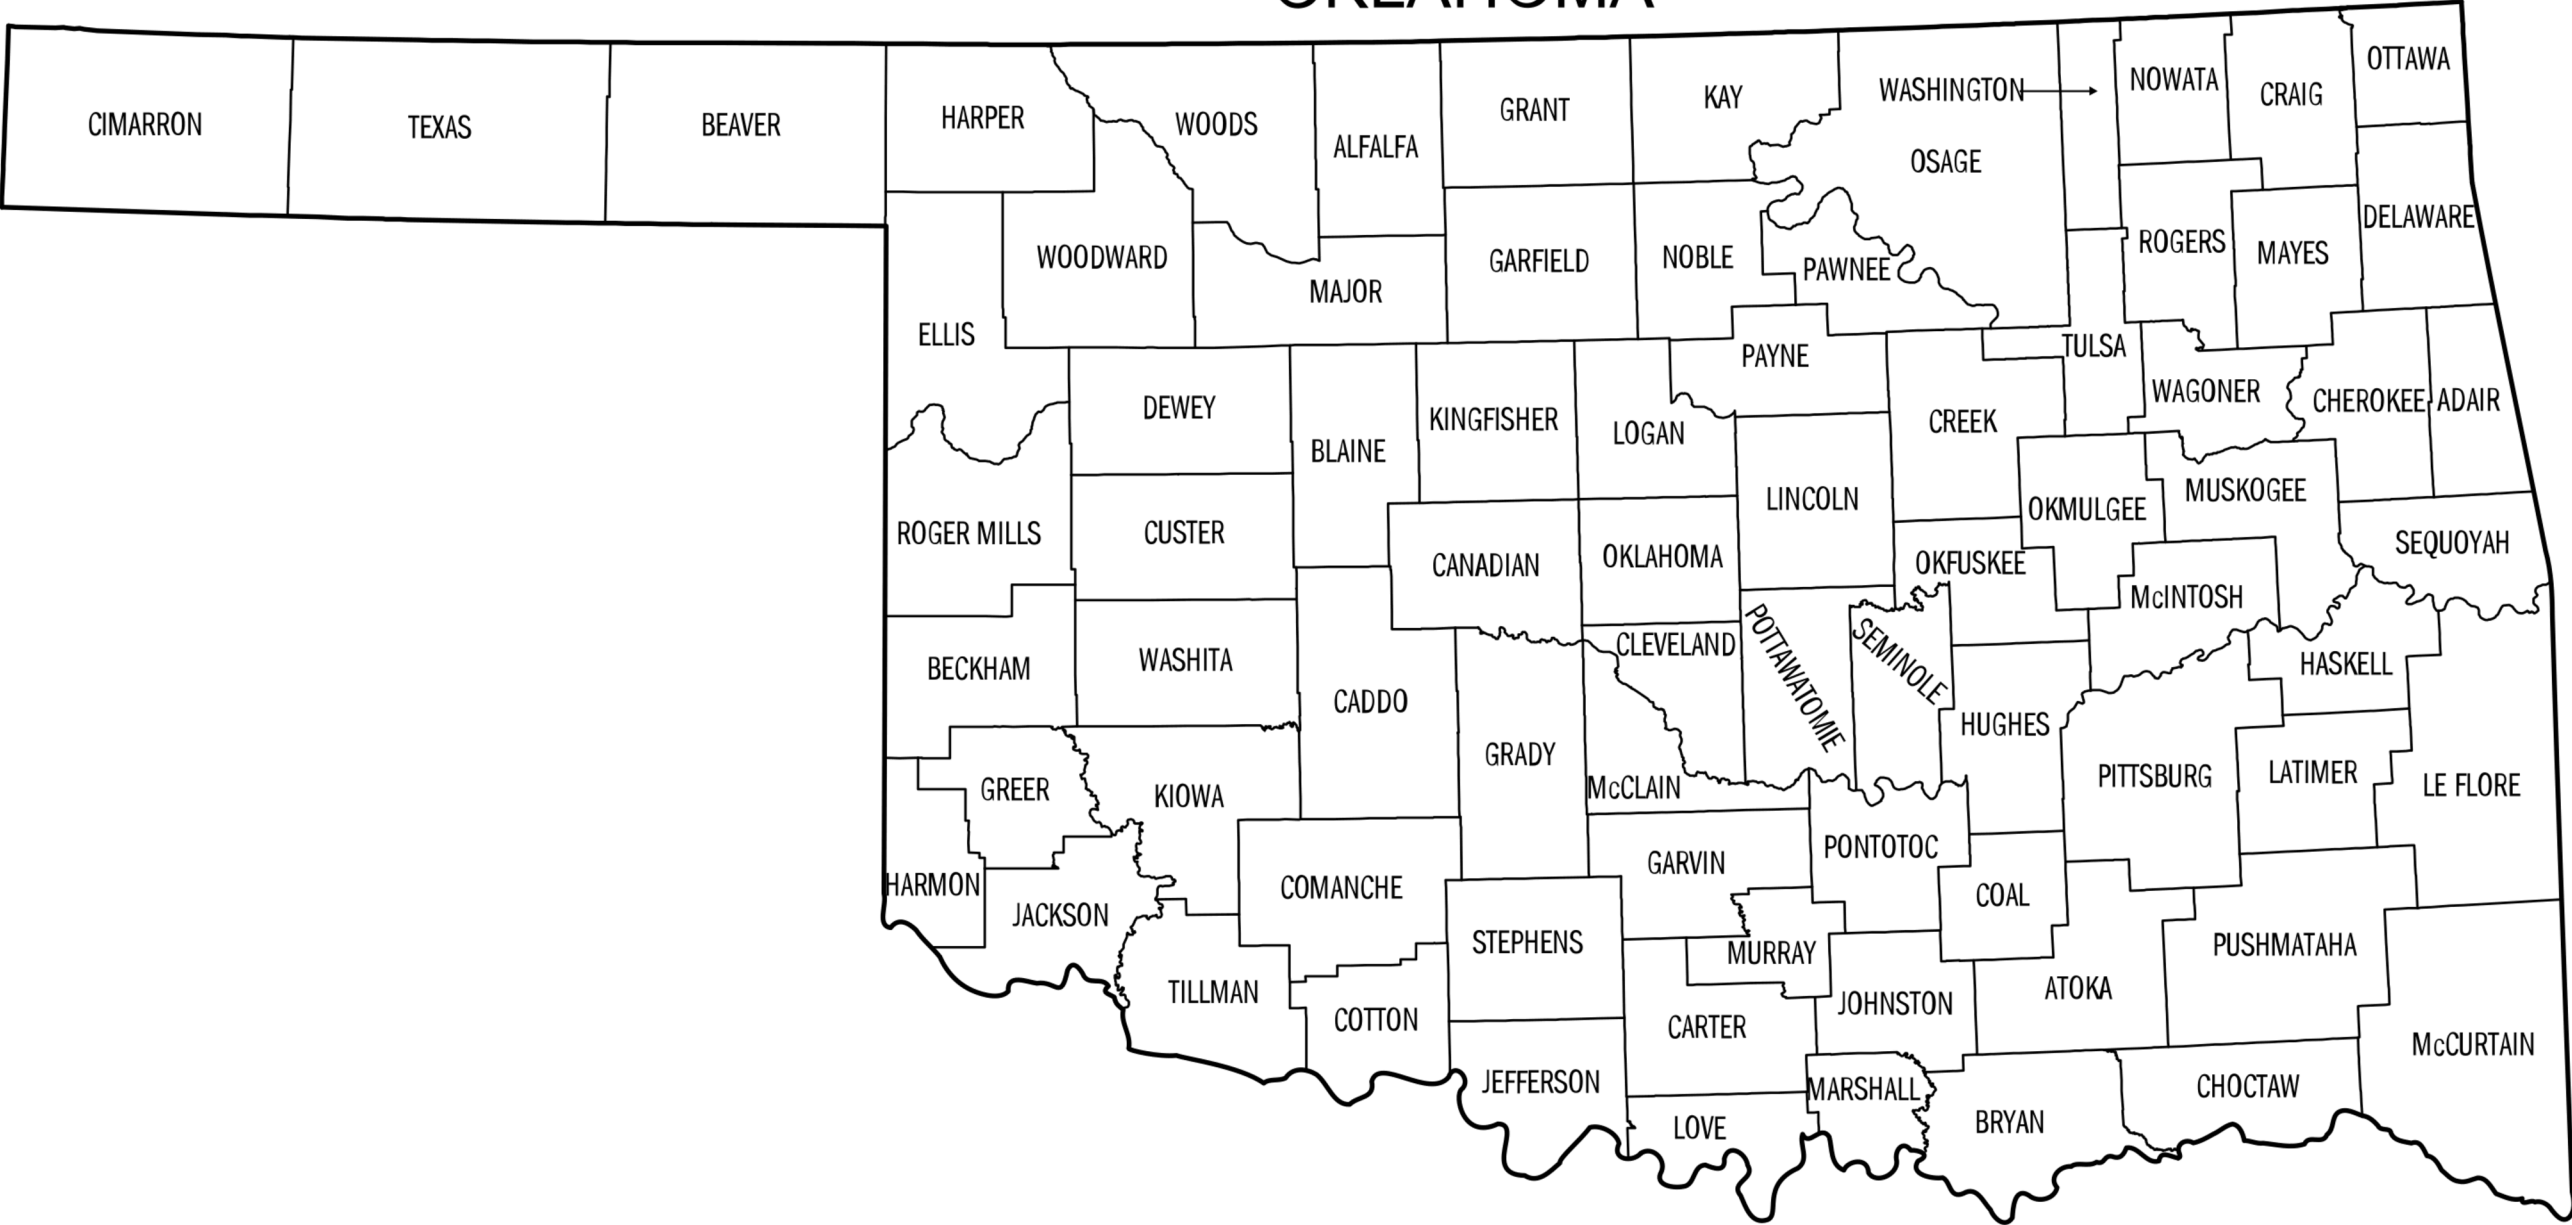 OKLAHOMA
CIMARRON
TEXAS
BEAVER
HARPER
WOODS
ALFALFA
GRANT
KAY
WASHINGTON
OSAGE
NOWATA
CRAIG
OTTAWA
DELAWARE
ELLIS
WOODWARD
MAJOR
GARFIELD
NOBLE
PAWNEE
ROGERS
MAYES
TULSA
PAYNE
DEWEY
BLAINE
KINGFISHER
LOGAN
CREEK
WAGONER
CHEROKEE
ADAIR
ROGER MILLS
CUSTER
CANADIAN
OKLAHOMA
LINCOLN
OKMULGEE
MUSKOGEE
SEQUOYAH
OKFUSKEE
McINTOSH
BECKHAM
WASHITA
CADDO
GRADY
CLEVELAND
POTTAWATOMIE
SEMINOLE
HUGHES
HASKELL
GREER
KIOWA
McCLAIN
PITTSBURG
LATIMER
LE FLORE
HARMON
JACKSON
COMANCHE
GARVIN
PONTOTOC
COAL
TILLMAN
COTTON
STEPHENS
MURRAY
JOHNSTON
ATOKA
PUSHMATAHA
CARTER
JEFFERSON
LOVE
MARSHALL
BRYAN
CHOCTAW
McCURTAIN